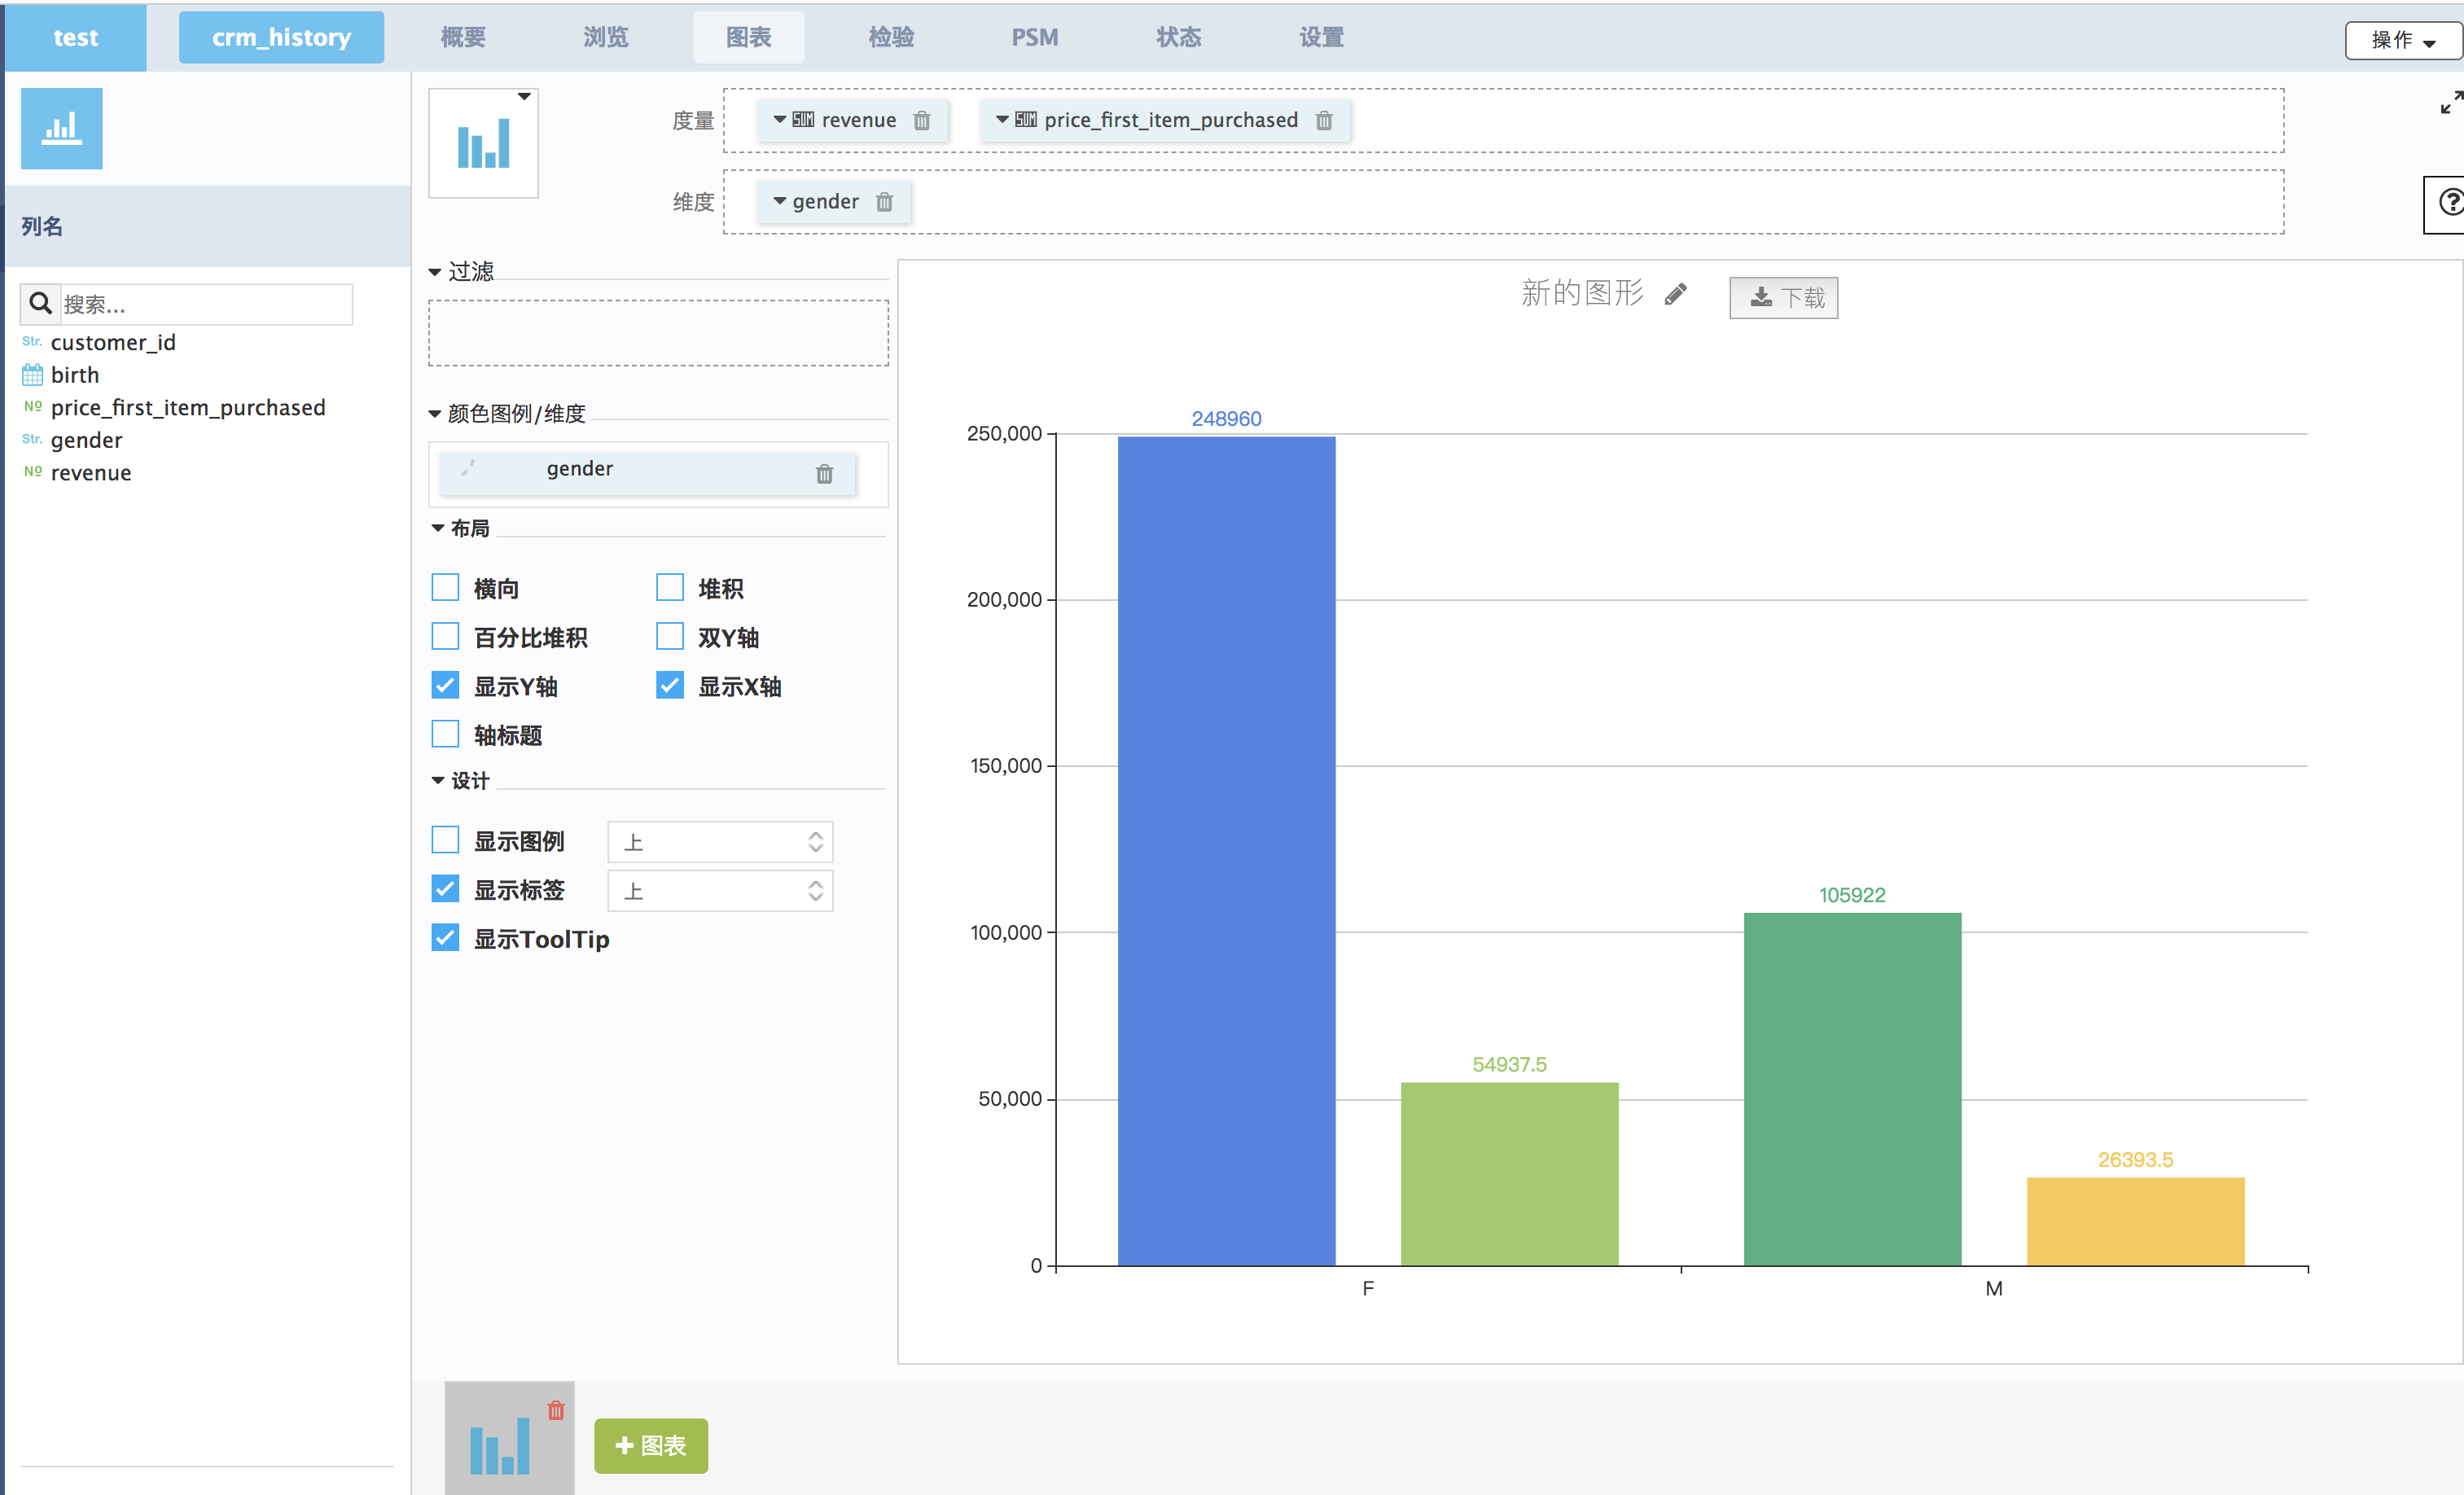 test
crm_history
概要
浏览
图表
检验
PSM
状态
设置
操作
度量
SUM revenue
SUM price_first_item_purchased
维度
gender
列名
搜索...
Str. customer_id
birth
Nº price_first_item_purchased
Str. gender
Nº revenue
过滤
颜色图例/维度
gender
布局
横向
堆积
百分比堆积
双Y轴
显示Y轴
显示X轴
轴标题
设计
显示图例
上
显示标签
上
显示ToolTip
新的图形
下载
250,000
200,000
150,000
100,000
50,000
0
248960
54937.5
105922
26393.5
F
M
图表